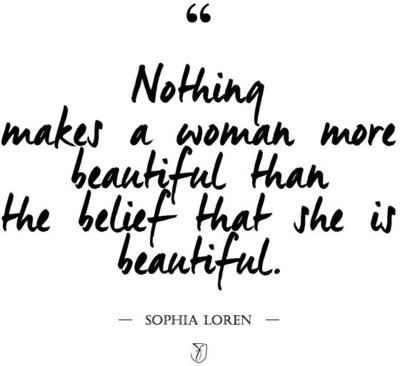 “
Nothing
makes a woman more
beautiful than
the belief that she is
beautiful.
— SOPHIA LOREN —